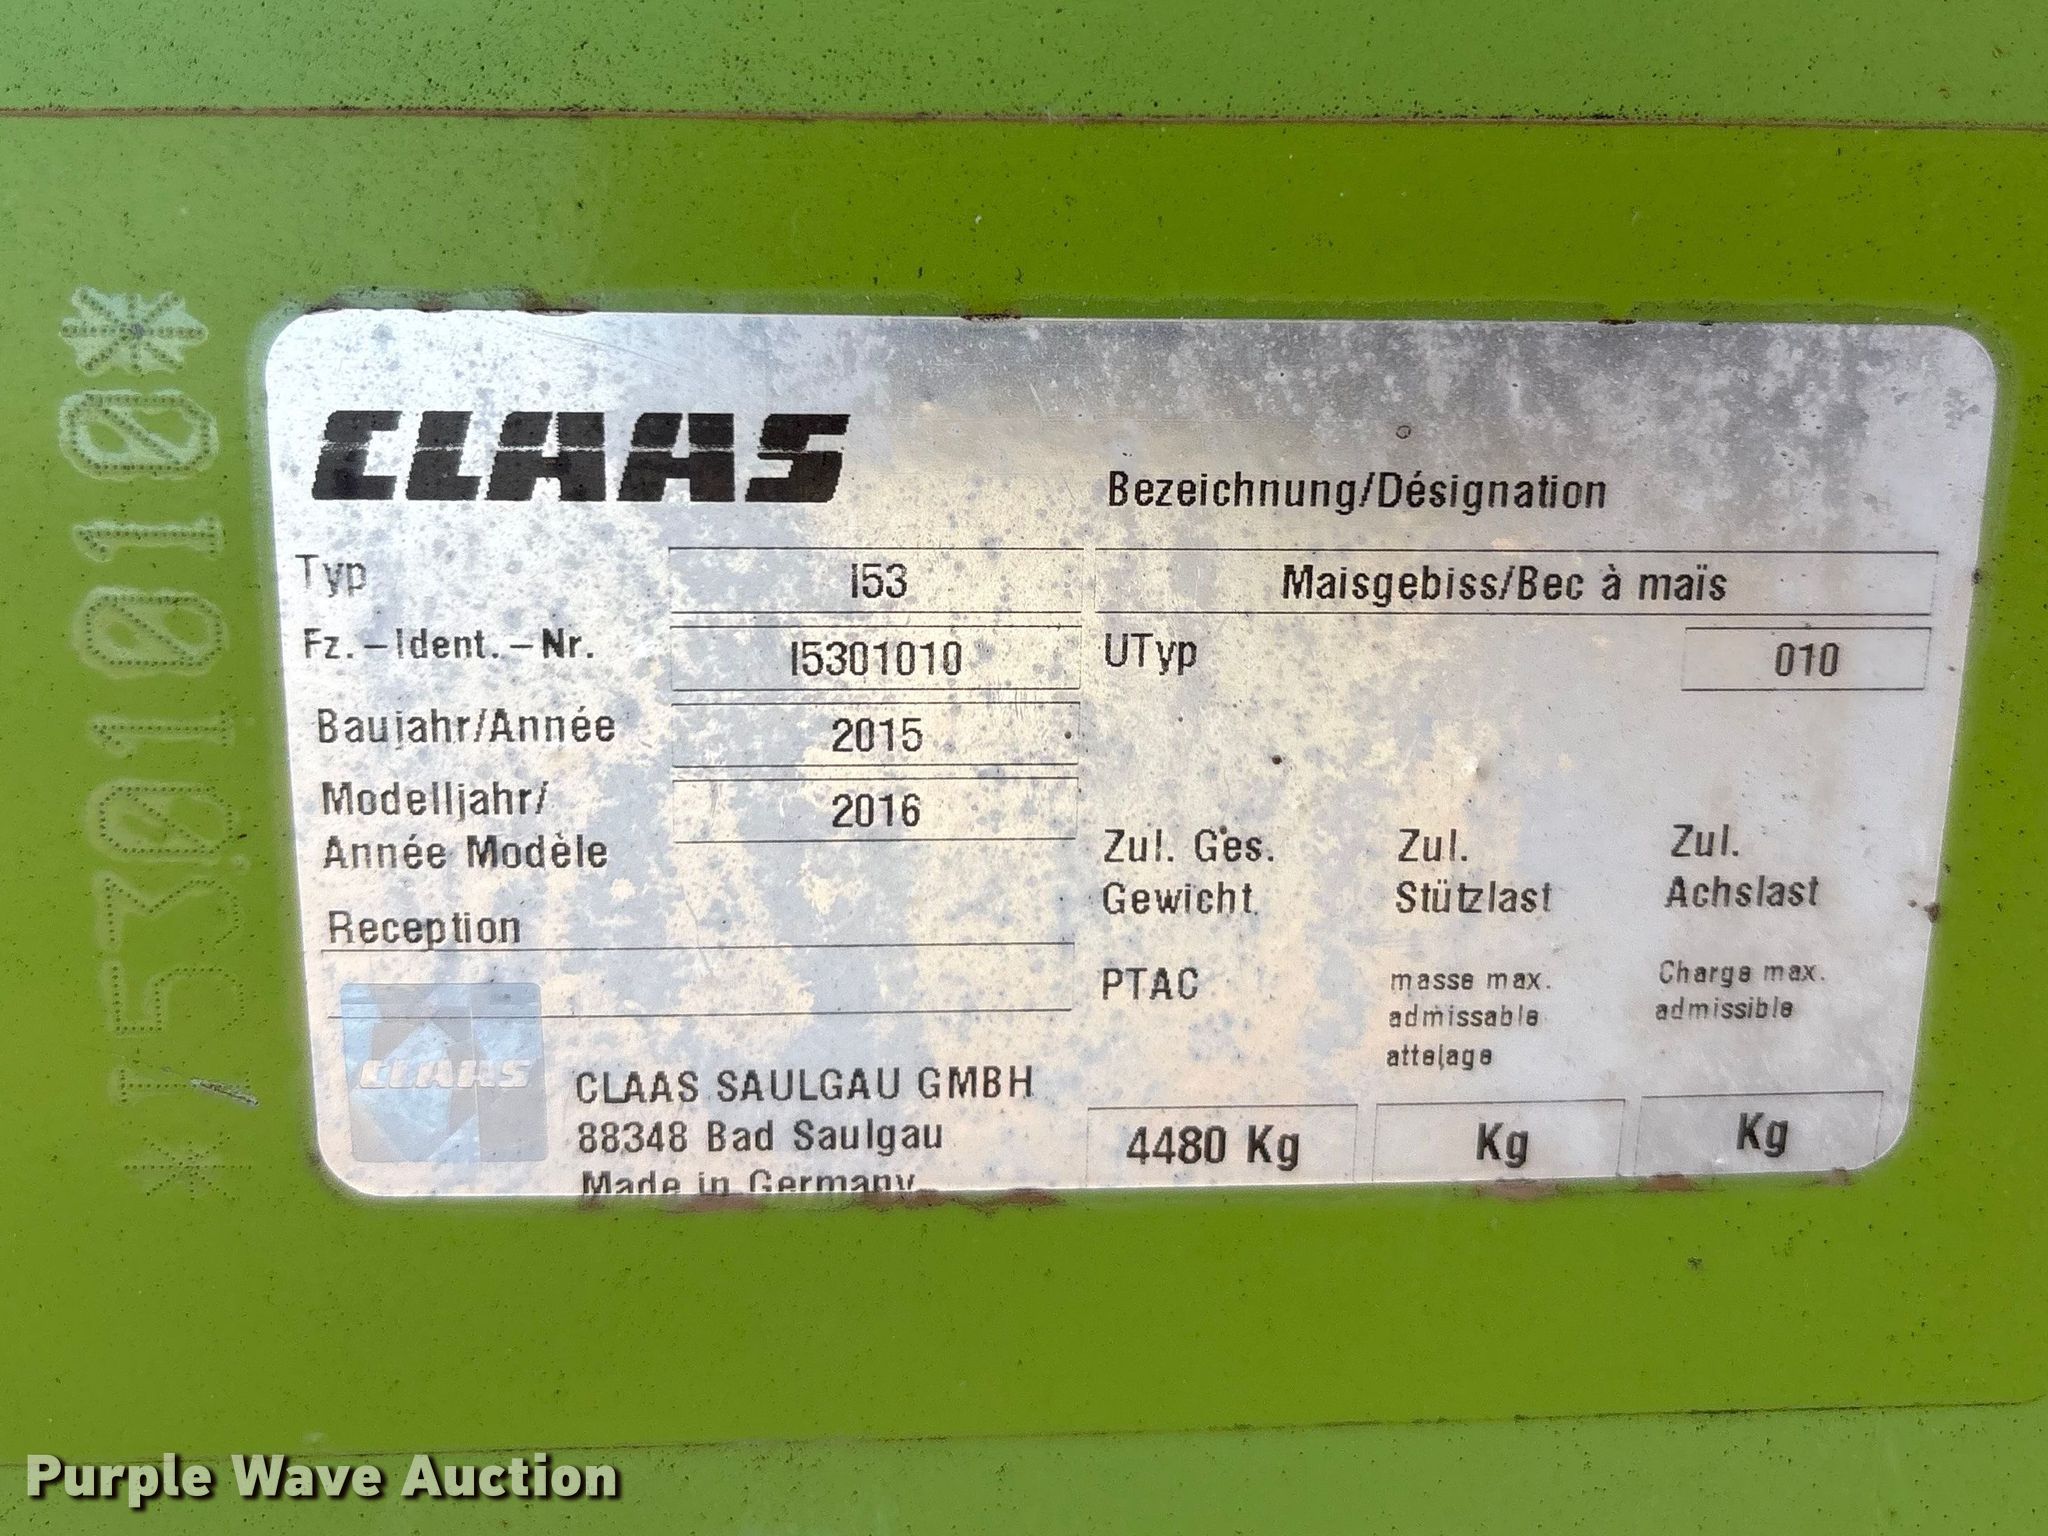 *I5301010*
CLAAS
Bezeichnung/Désignation
Typ I53 Maisgebiss/Bec à maïs
Fz.-Ident.-Nr. I5301010 UTyp 010
Baujahr/Année 2015
Modelljahr/ 2016
Année Modèle
Zul. Ges. Zul. Zul.
Gewicht Stützlast Achslast
Reception
PTAC masse max. Charge max.
admissable admissible
attelage
CLAAS
CLAAS SAULGAU GMBH
88348 Bad Saulgau
Made in Germany
4480 Kg Kg Kg
Purple Wave Auction